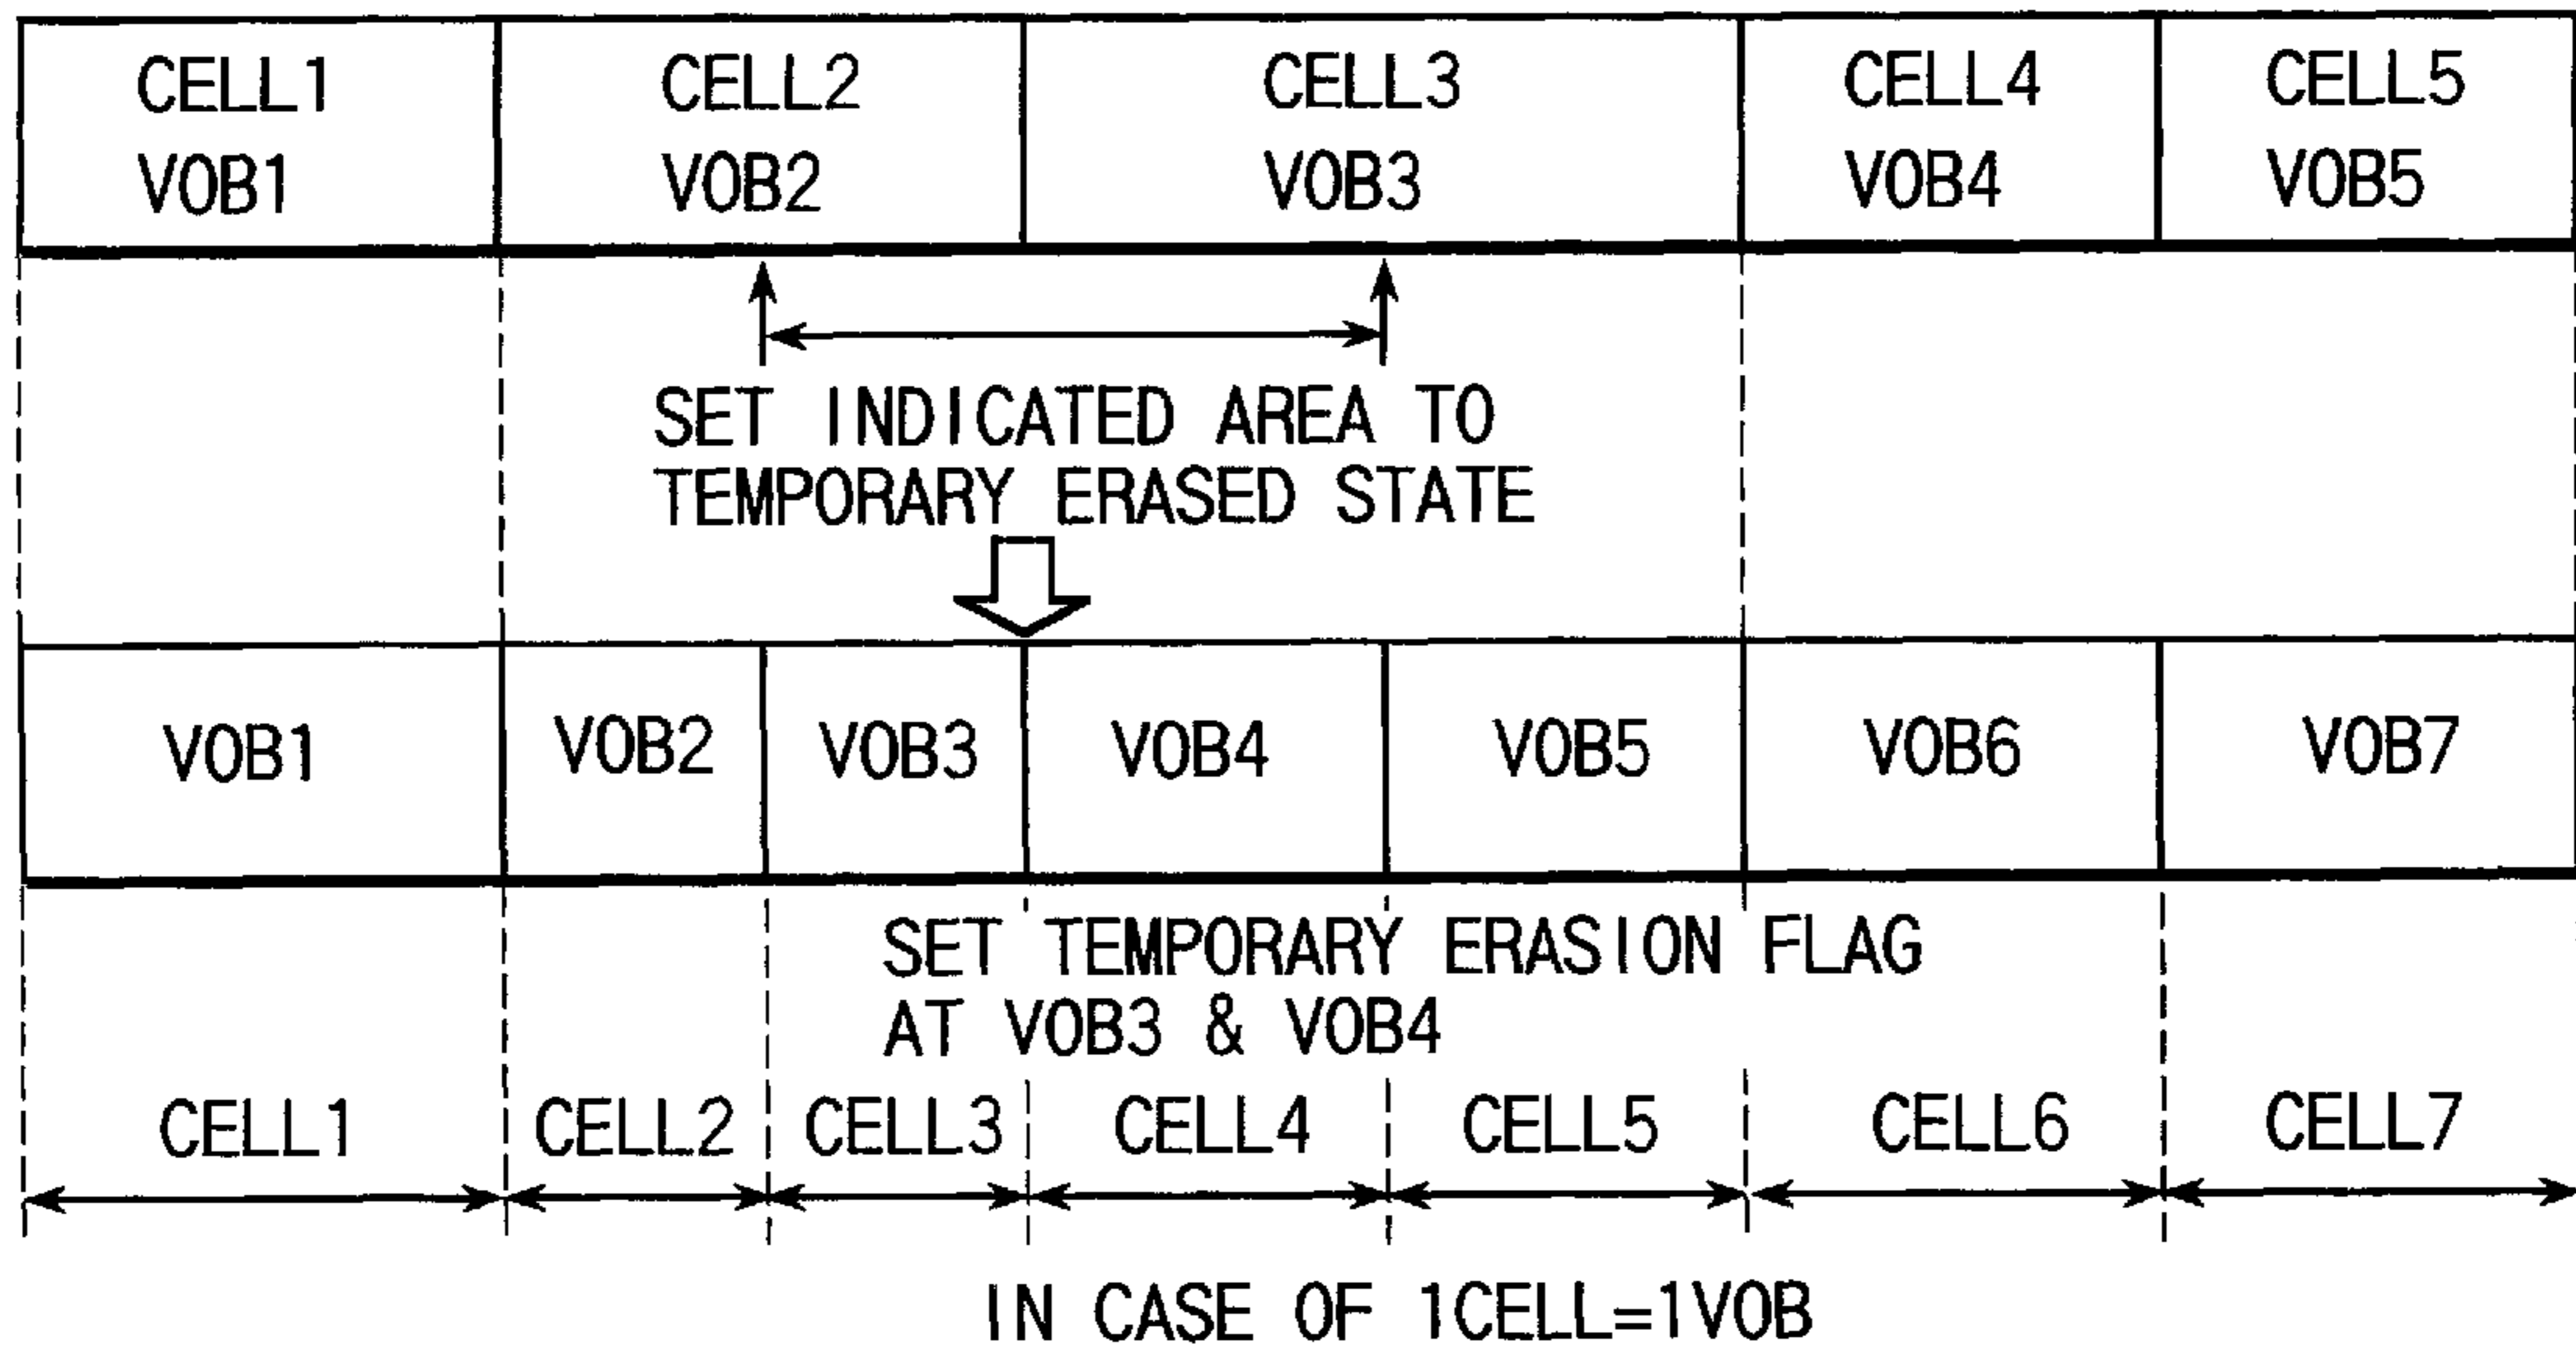 CELL1 CELL2 CELL3 CELL4 CELL5
VOB1 VOB2 VOB3 VOB4 VOB5
SET INDICATED AREA TO
TEMPORARY ERASED STATE
VOB1 VOB2 VOB3 VOB4 VOB5 VOB6 VOB7
SET TEMPORARY ERASION FLAG
AT VOB3 & VOB4
CELL1 CELL2 CELL3 CELL4 CELL5 CELL6 CELL7
IN CASE OF 1CELL=1VOB